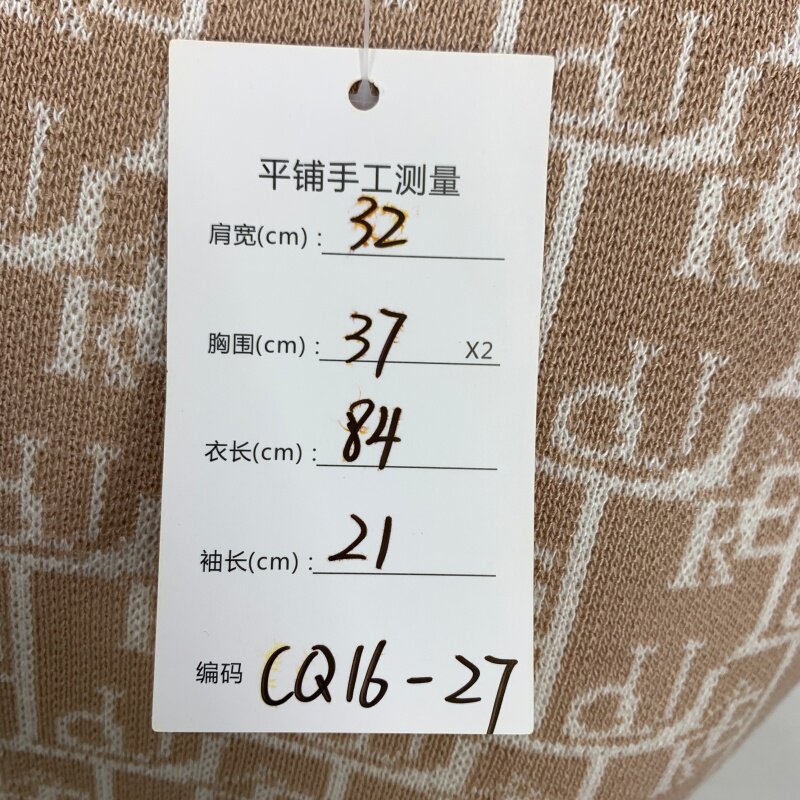 平铺手工测量
肩宽(cm)：32
胸围(cm)：37 X2
衣长(cm)：84
袖长(cm)：21
编码 CQ16-27